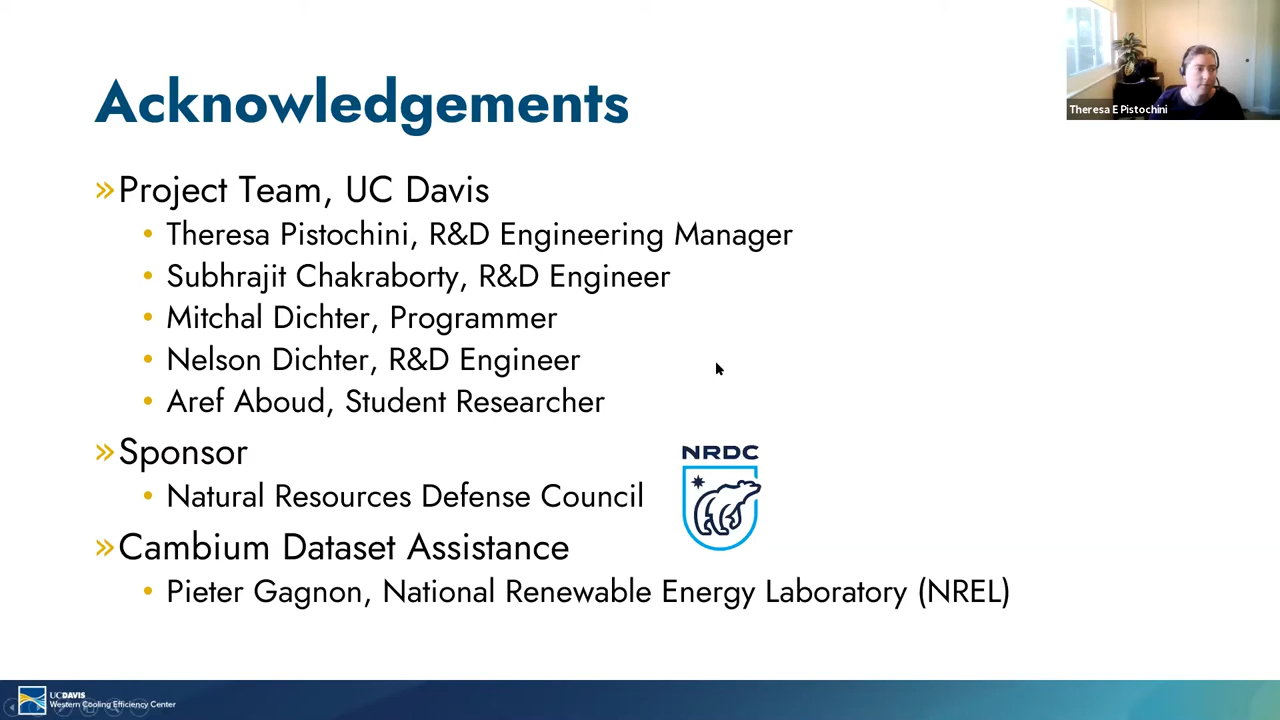 Acknowledgements
Theresa E Pistochini
»Project Team, UC Davis
• Theresa Pistochini, R&D Engineering Manager
• Subhrajit Chakraborty, R&D Engineer
• Mitchal Dichter, Programmer
• Nelson Dichter, R&D Engineer
• Aref Aboud, Student Researcher
»Sponsor
• Natural Resources Defense Council
NRDC
»Cambium Dataset Assistance
• Pieter Gagnon, National Renewable Energy Laboratory (NREL)
UCDAVIS
Western Cooling Efficiency Center